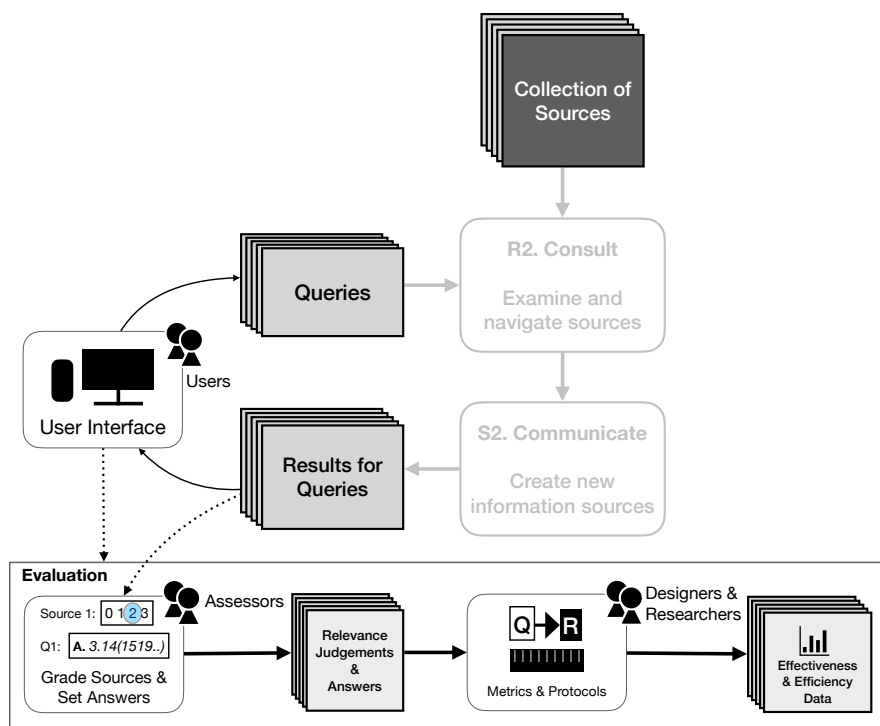 Collection of
Sources
R2. Consult
Examine and
navigate sources
Queries
Users
User Interface
S2. Communicate
Create new
information sources
Results for
Queries
Evaluation
Source 1: 0 1 2 3
Assessors
Q1: A. 3.14(1519..)
Grade Sources &
Set Answers
Relevance
Judgements
&
Answers
Q R
Metrics & Protocols
Designers &
Researchers
Effectiveness
& Efficiency
Data